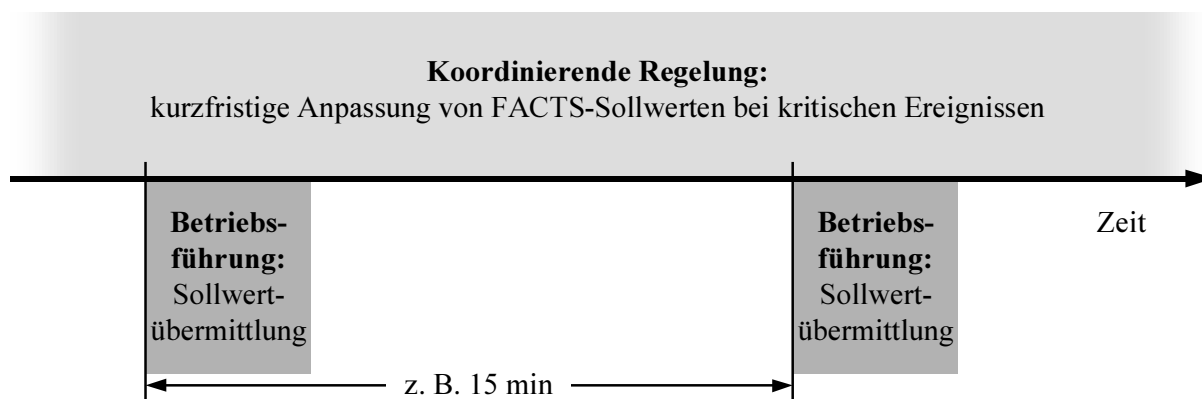 Koordinierende Regelung:
kurzfristige Anpassung von FACTS-Sollwerten bei kritischen Ereignissen
Betriebs-
führung:
Sollwert-
übermittlung
Betriebs-
führung:
Sollwert-
übermittlung
Zeit
z. B. 15 min